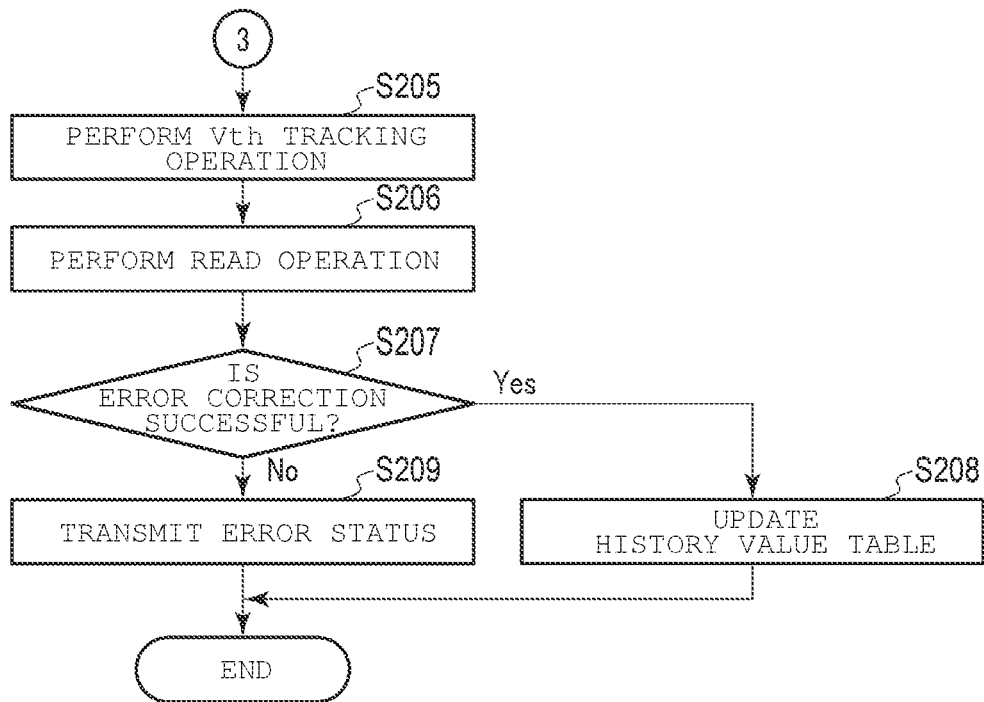 3
S205
PERFORM Vth TRACKING
OPERATION
S206
PERFORM READ OPERATION
S207
IS
ERROR CORRECTION
SUCCESSFUL?
Yes
No
S209
TRANSMIT ERROR STATUS
S208
UPDATE
HISTORY VALUE TABLE
END